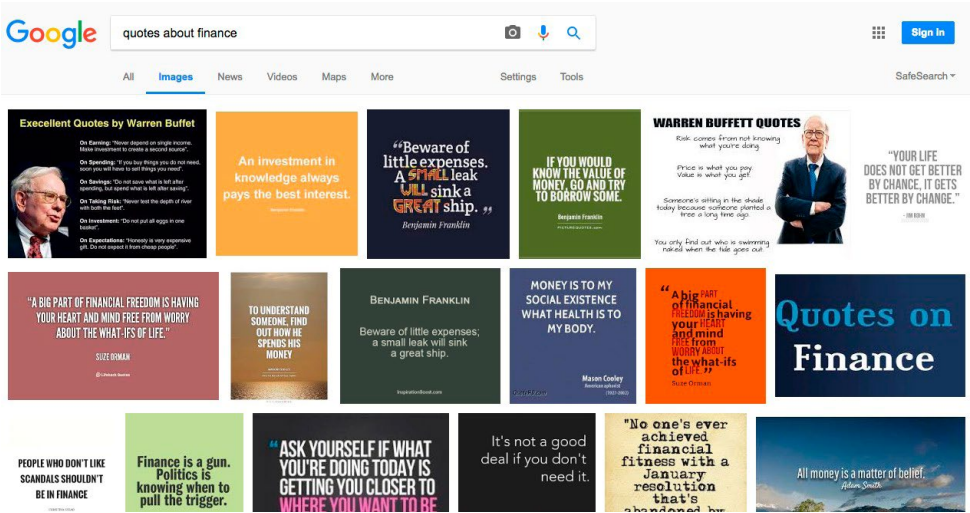 Google
quotes about finance
Sign in
All
Images
News
Videos
Maps
More
Settings
Tools
SafeSearch
Execellent Quotes by Warren Buffet
On Earning: "Never depend on single income.
Make investment to create a second source".
On Spending: "If you buy things you do not need,
soon you will have to sell things you need".
On Savings: "Do not save what is left after
spending, but spend what is left after saving".
On Taking Risk: "Never test the depth of river
with both the feet".
On Investment: "Do not put all eggs in one
basket".
On Expectations: "Honesty is very expensive
gift. Do not expect it from cheap people".
An investment in
knowledge always
pays the best interest.
Benjamin Franklin
“Beware of
little expenses.
A SMALL leak
WILL sink a
GREAT ship.”
Benjamin Franklin
IF YOU WOULD
KNOW THE VALUE OF
MONEY, GO AND TRY
TO BORROW SOME.
Benjamin Franklin
WARREN BUFFETT QUOTES
Risk comes from not knowing
what you're doing.
Price is what you pay.
Value is what you get.
Someone's sitting in the shade
today because someone planted a
tree a long time ago.
You only find out who is swimming
naked when the tide goes out.
“YOUR LIFE
DOES NOT GET BETTER
BY CHANCE, IT GETS
BETTER BY CHANGE.”
- JIM ROHN
"A BIG PART OF FINANCIAL FREEDOM IS HAVING
YOUR HEART AND MIND FREE FROM WORRY
ABOUT THE WHAT-IFS OF LIFE."
SUZE ORMAN
TO UNDERSTAND
SOMEONE, FIND
OUT HOW HE
SPENDS HIS
MONEY
BENJAMIN FRANKLIN
Beware of little expenses;
a small leak will sink
a great ship.
InspirationBoost.com
MONEY IS TO MY
SOCIAL EXISTENCE
WHAT HEALTH IS TO
MY BODY.
Mason Cooley
“A big PART
of financial
FREEDOM is having
your HEART
and mind
FREE from
WORRY ABOUT
the what-ifs
of LIFE.”
Suze Orman
Quotes on
Finance
PEOPLE WHO DON'T LIKE
SCANDALS SHOULDN'T
BE IN FINANCE
Finance is a gun.
Politics is
knowing when to
pull the trigger.
“ASK YOURSELF IF WHAT
YOU'RE DOING TODAY IS
GETTING YOU CLOSER TO
WHERE YOU WANT TO BE
It's not a good
deal if you don't
need it.
"No one's ever
achieved
financial
fitness with a
January
resolution
that's
abandoned by
All money is a matter of belief.
Adam Smith